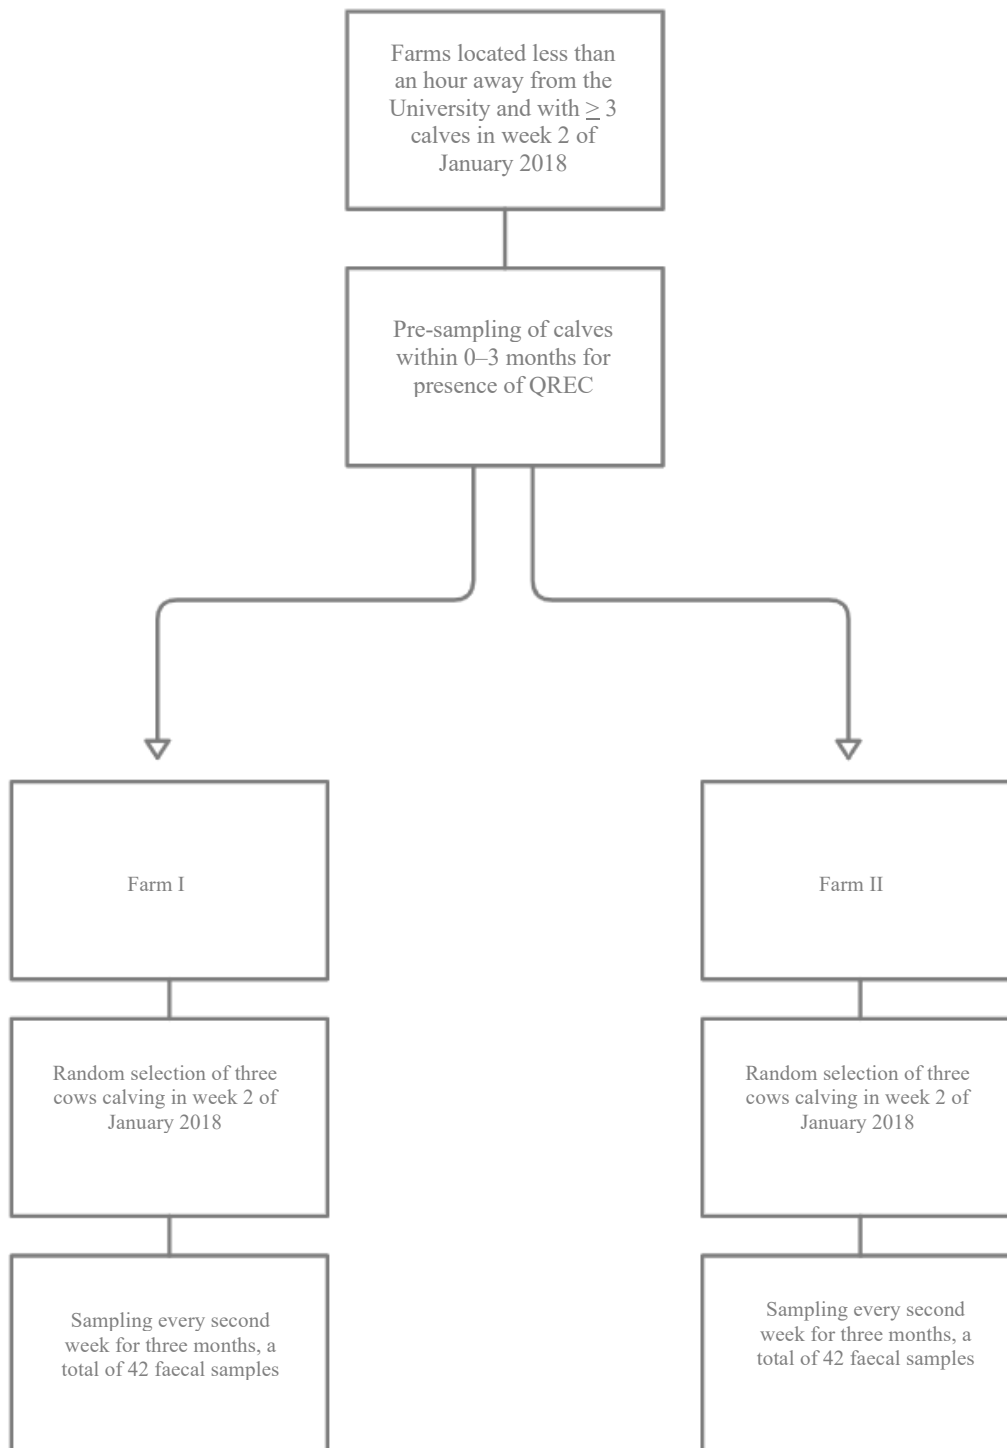 Farms located less than
an hour away from the
University and with ≥ 3
calves in week 2 of
January 2018
Pre-sampling of calves
within 0–3 months for
presence of QREC
Farm I
Farm II
Random selection of three
cows calving in week 2 of
January 2018
Random selection of three
cows calving in week 2 of
January 2018
Sampling every second
week for three months, a
total of 42 faecal samples
Sampling every second
week for three months, a
total of 42 faecal samples